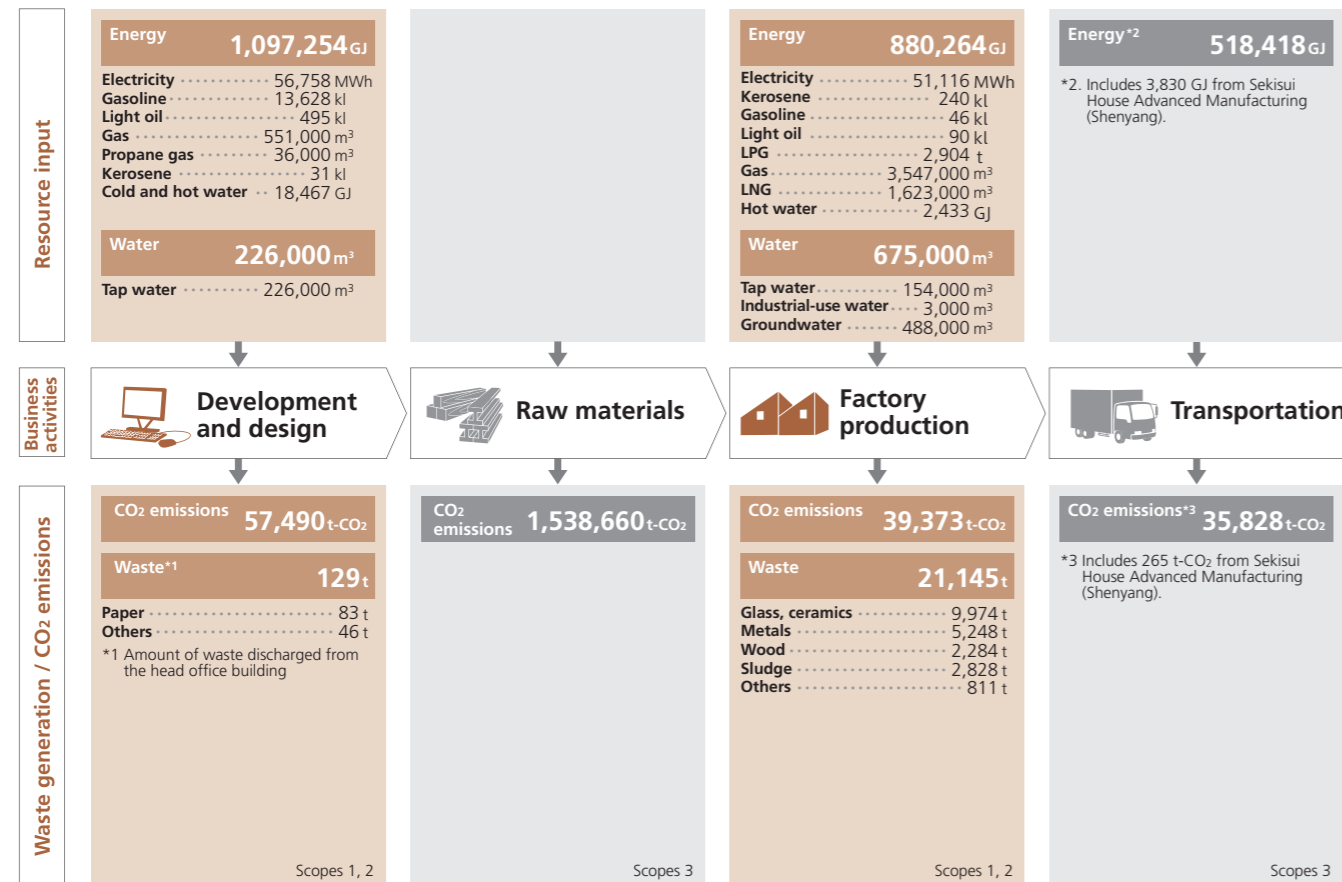 Resource input
Energy 1,097,254 GJ
Electricity 56,758 MWh
Gasoline 13,628 kl
Light oil 495 kl
Gas 551,000 m³
Propane gas 36,000 m³
Kerosene 31 kl
Cold and hot water 18,467 GJ
Water 226,000 m³
Tap water 226,000 m³
Energy 880,264 GJ
Electricity 51,116 MWh
Kerosene 240 kl
Gasoline 46 kl
Light oil 90 kl
LPG 2,904 t
Gas 3,547,000 m³
LNG 1,623,000 m³
Hot water 2,433 GJ
Water 675,000 m³
Tap water 154,000 m³
Industrial-use water 3,000 m³
Groundwater 488,000 m³
Energy*2 518,418 GJ
*2. Includes 3,830 GJ from Sekisui
House Advanced Manufacturing
(Shenyang).
Business
activities
Development
and design
Raw materials
Factory
production
Transportation
Waste generation / CO2 emissions
CO2 emissions 57,490 t-CO2
Waste*1 129 t
Paper 83 t
Others 46 t
*1 Amount of waste discharged from
the head office building
Scopes 1, 2
CO2
emissions 1,538,660 t-CO2
Scopes 3
CO2 emissions 39,373 t-CO2
Waste 21,145 t
Glass, ceramics 9,974 t
Metals 5,248 t
Wood 2,284 t
Sludge 2,828 t
Others 811 t
Scopes 1, 2
CO2 emissions*3 35,828 t-CO2
*3 Includes 265 t-CO2 from Sekisui
House Advanced Manufacturing
(Shenyang).
Scopes 3